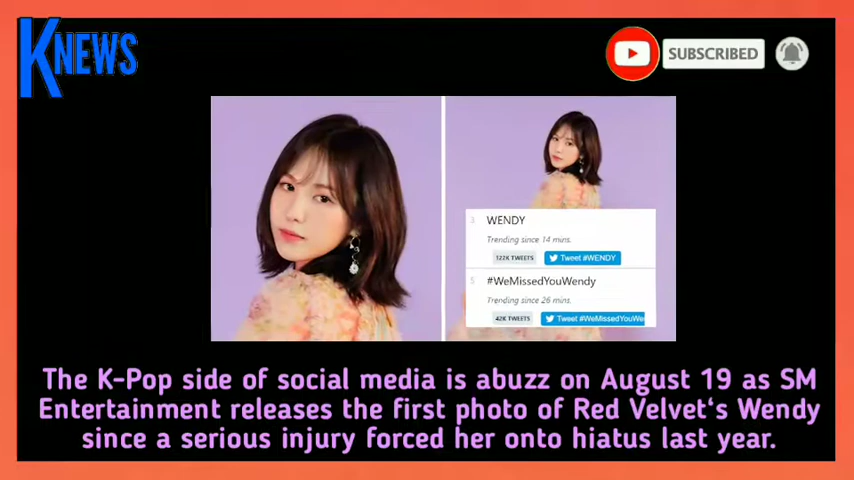 KNEWS
SUBSCRIBED
3 WENDY
Trending since 14 mins.
122K TWEETS Tweet #WENDY
5 #WeMissedYouWendy
Trending since 26 mins.
42K TWEETS Tweet #WeMissedYouWe
The K-Pop side of social media is abuzz on August 19 as SM
Entertainment releases the first photo of Red Velvet‘s Wendy
since a serious injury forced her onto hiatus last year.